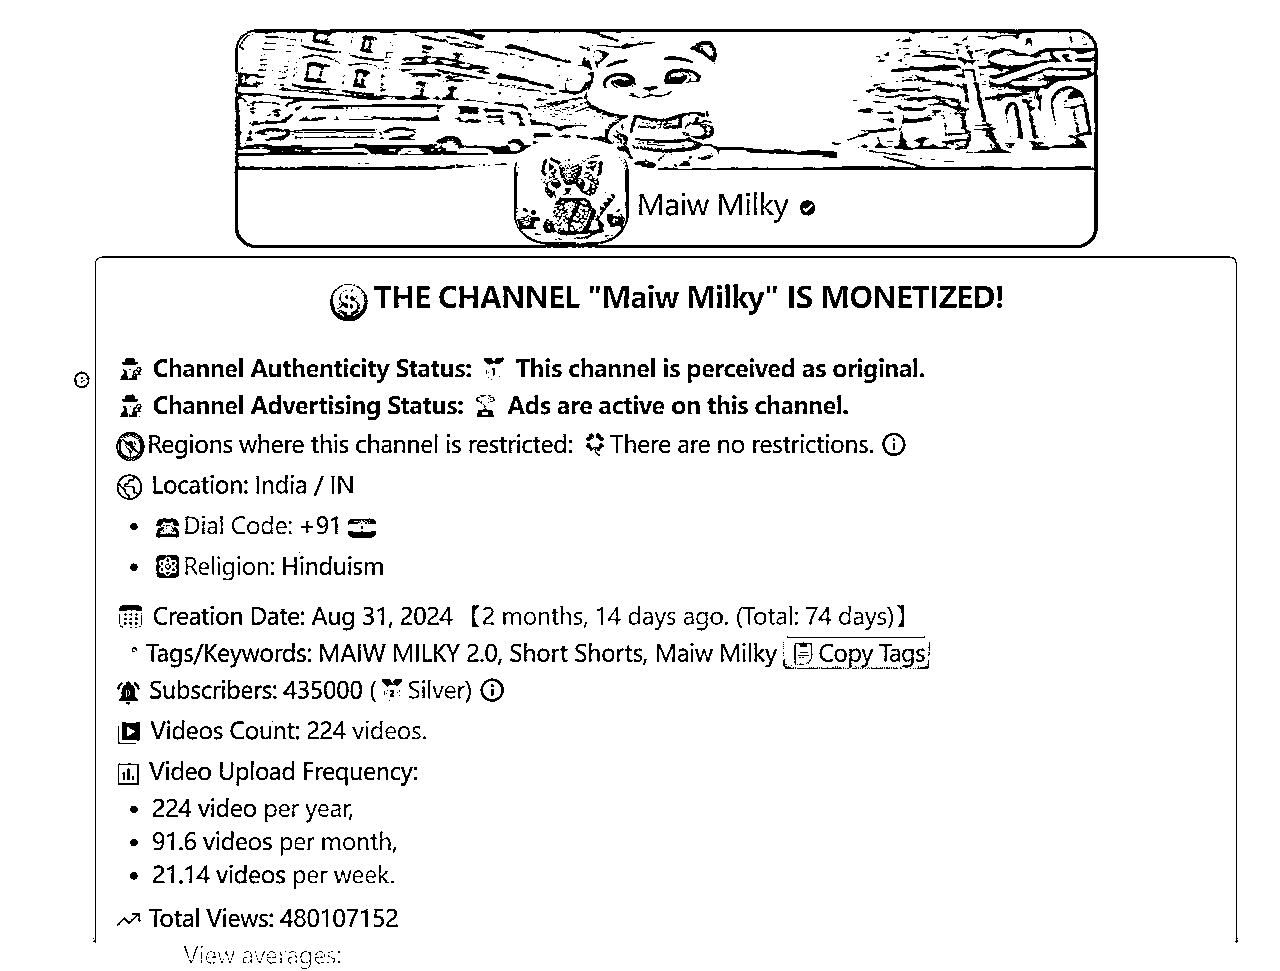 Maiw Milky
THE CHANNEL "Maiw Milky" IS MONETIZED!
Channel Authenticity Status: This channel is perceived as original.
Channel Advertising Status: Ads are active on this channel.
Regions where this channel is restricted: There are no restrictions.
Location: India / IN
• Dial Code: +91
• Religion: Hinduism
Creation Date: Aug 31, 2024 【2 months, 14 days ago. (Total: 74 days)】
Tags/Keywords: MAIW MILKY 2.0, Short Shorts, Maiw Milky Copy Tags
Subscribers: 435000 ( Silver)
Videos Count: 224 videos.
Video Upload Frequency:
• 224 video per year,
• 91.6 videos per month,
• 21.14 videos per week.
Total Views: 480107152
View averages: